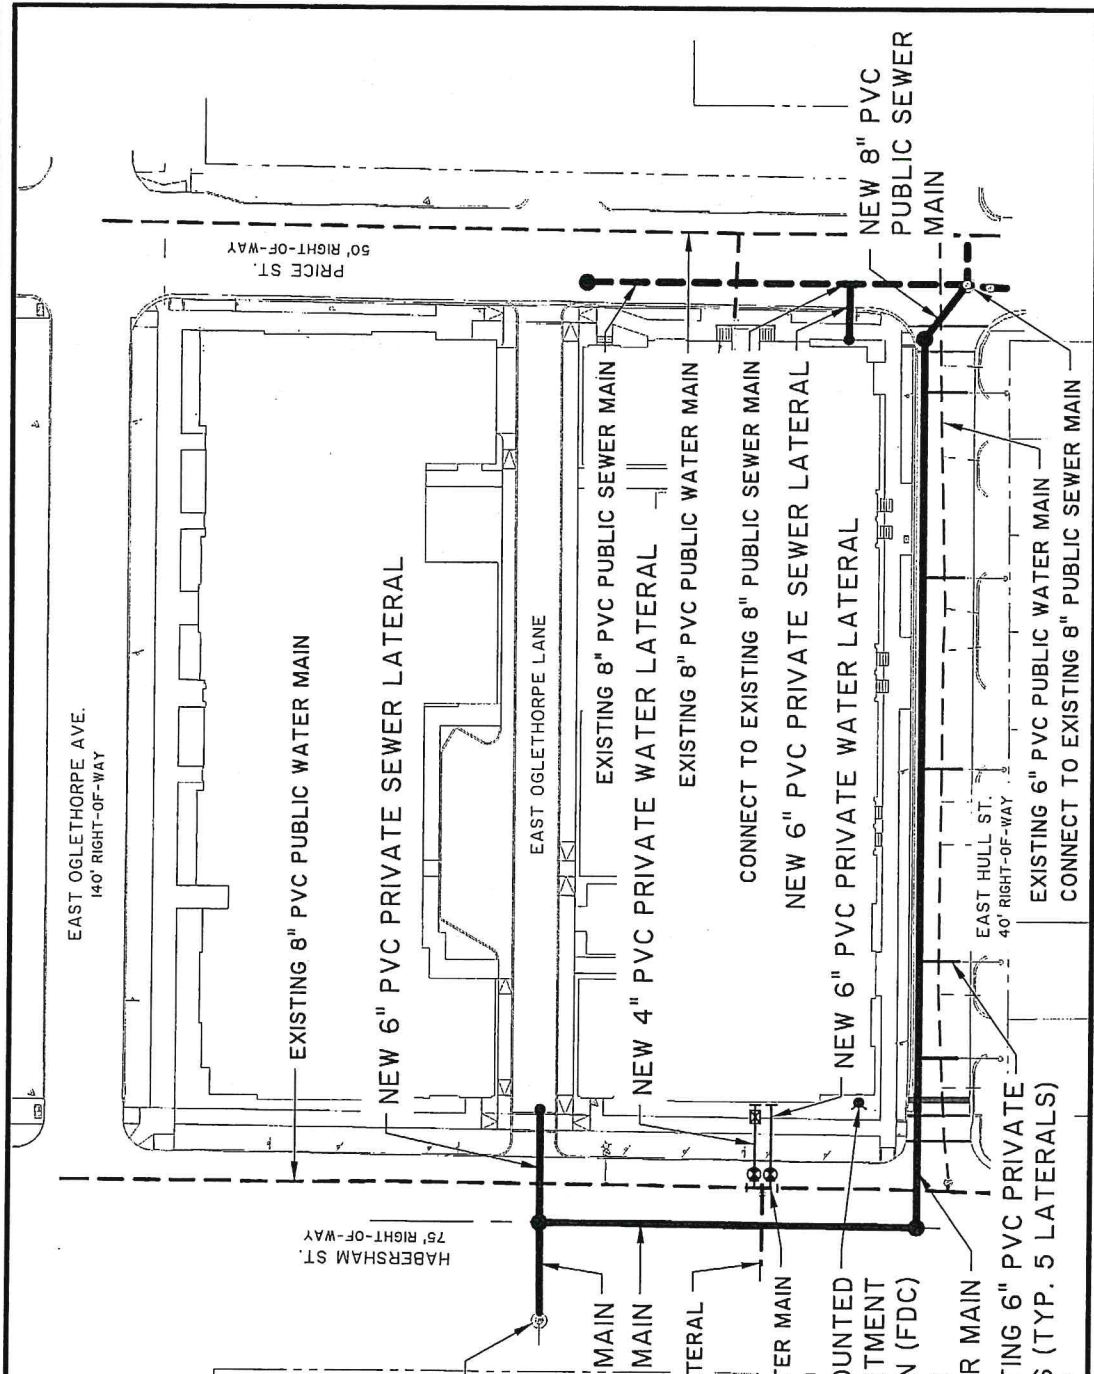 NEW 8" PVC
PUBLIC SEWER
MAIN
PRICE ST.
50' RIGHT-OF-WAY
EAST OGLETHORPE AVE.
140' RIGHT-OF-WAY
EXISTING 8" PVC PUBLIC WATER MAIN
NEW 6" PVC PRIVATE SEWER LATERAL
EAST OGLETHORPE LANE
EXISTING 8" PVC PUBLIC SEWER MAIN
NEW 4" PVC PRIVATE WATER LATERAL
EXISTING 8" PVC PUBLIC WATER MAIN
CONNECT TO EXISTING 8" PUBLIC SEWER MAIN
NEW 6" PVC PRIVATE SEWER LATERAL
NEW 6" PVC PRIVATE WATER LATERAL
EAST HULL ST.
40' RIGHT-OF-WAY
EXISTING 6" PVC PUBLIC WATER MAIN
CONNECT TO EXISTING 8" PUBLIC SEWER MAIN
HABERSHAM ST.
75' RIGHT-OF-WAY
MAIN
MAIN
TERAL
TER MAIN
OUNTED
TMENT
N (FDC)
R MAIN
TING 6" PVC PRIVATE
S (TYP. 5 LATERALS)